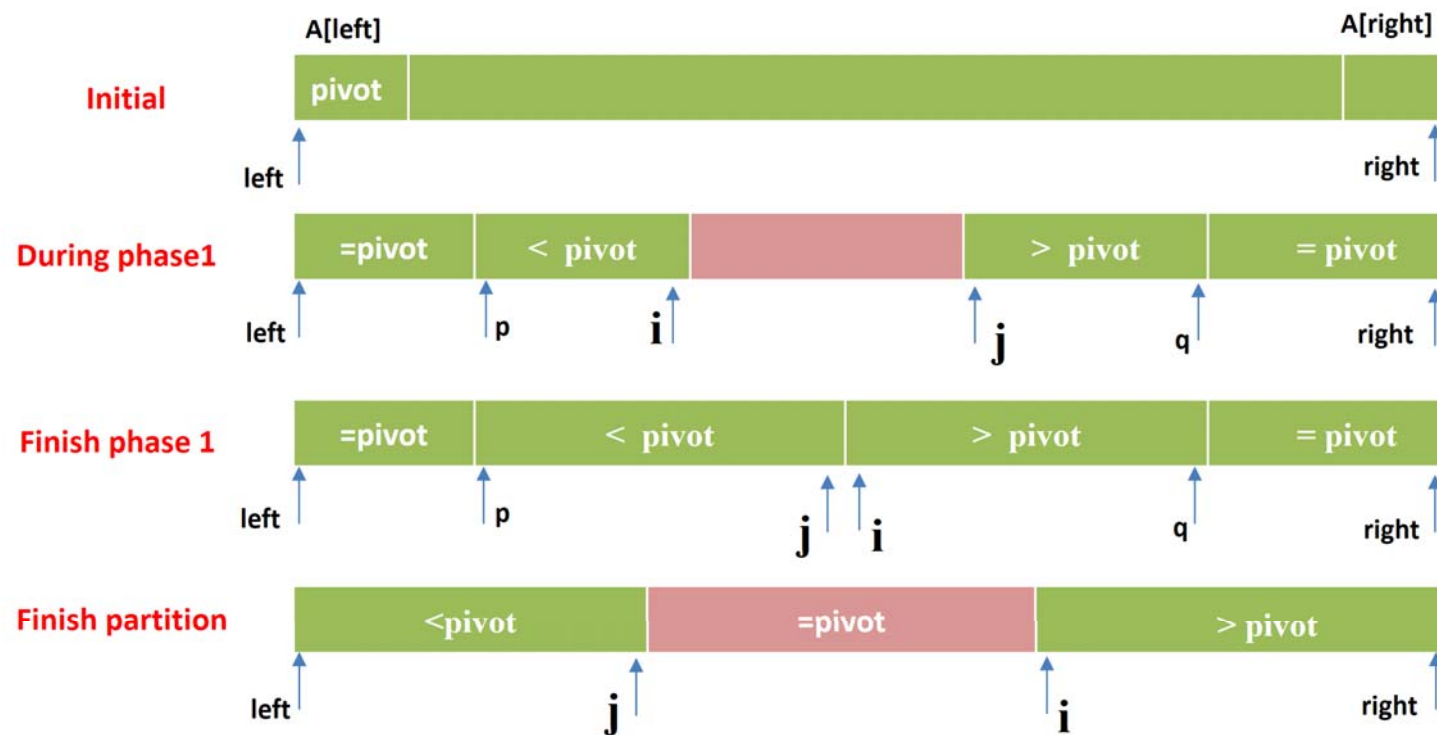 A[left] A[right]
Initial pivot
left right
During phase1 =pivot < pivot > pivot = pivot
left p i j q right
Finish phase 1 =pivot < pivot > pivot = pivot
left p j i q right
Finish partition <pivot =pivot > pivot
left j i right